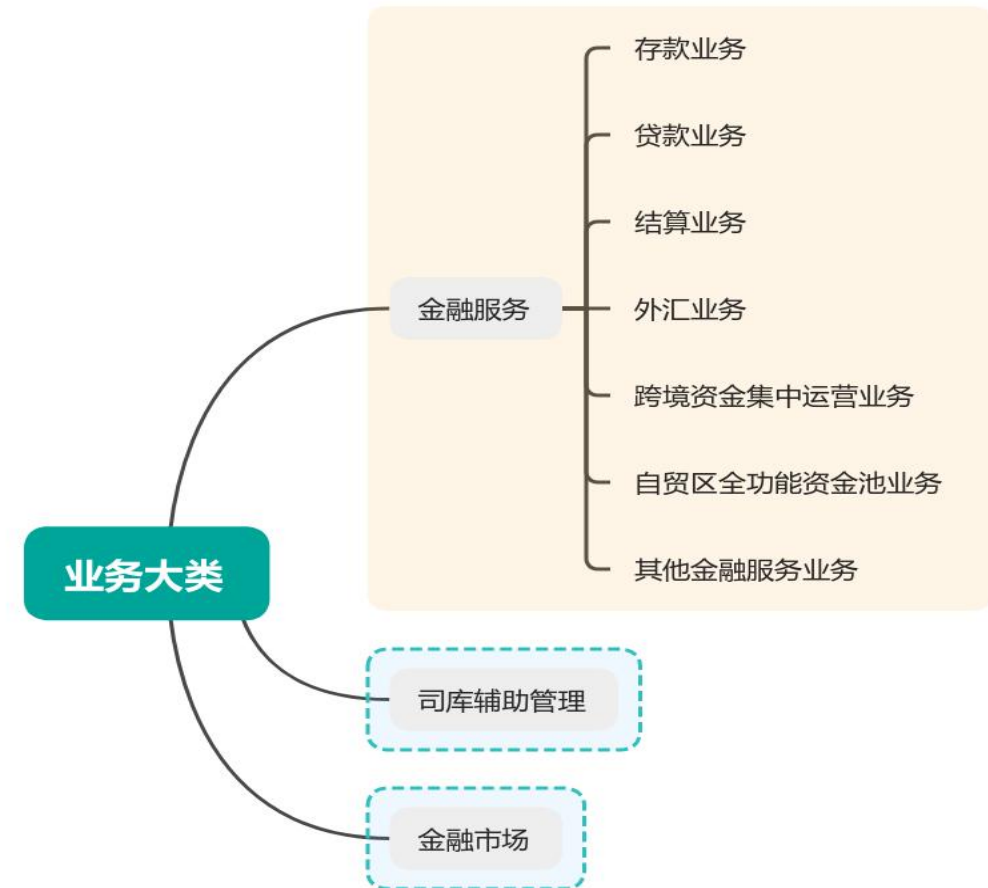 存款业务
贷款业务
结算业务
金融服务
外汇业务
跨境资金集中运营业务
自贸区全功能资金池业务
其他金融服务业务
业务大类
司库辅助管理
金融市场